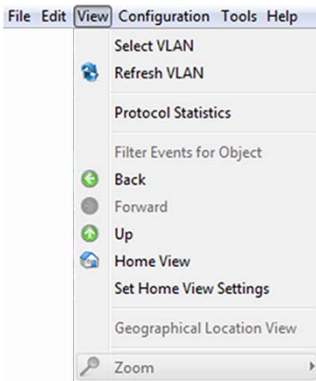 File Edit View Configuration Tools Help
Select VLAN
Refresh VLAN
Protocol Statistics
Filter Events for Object
Back
Forward
Up
Home View
Set Home View Settings
Geographical Location View
Zoom